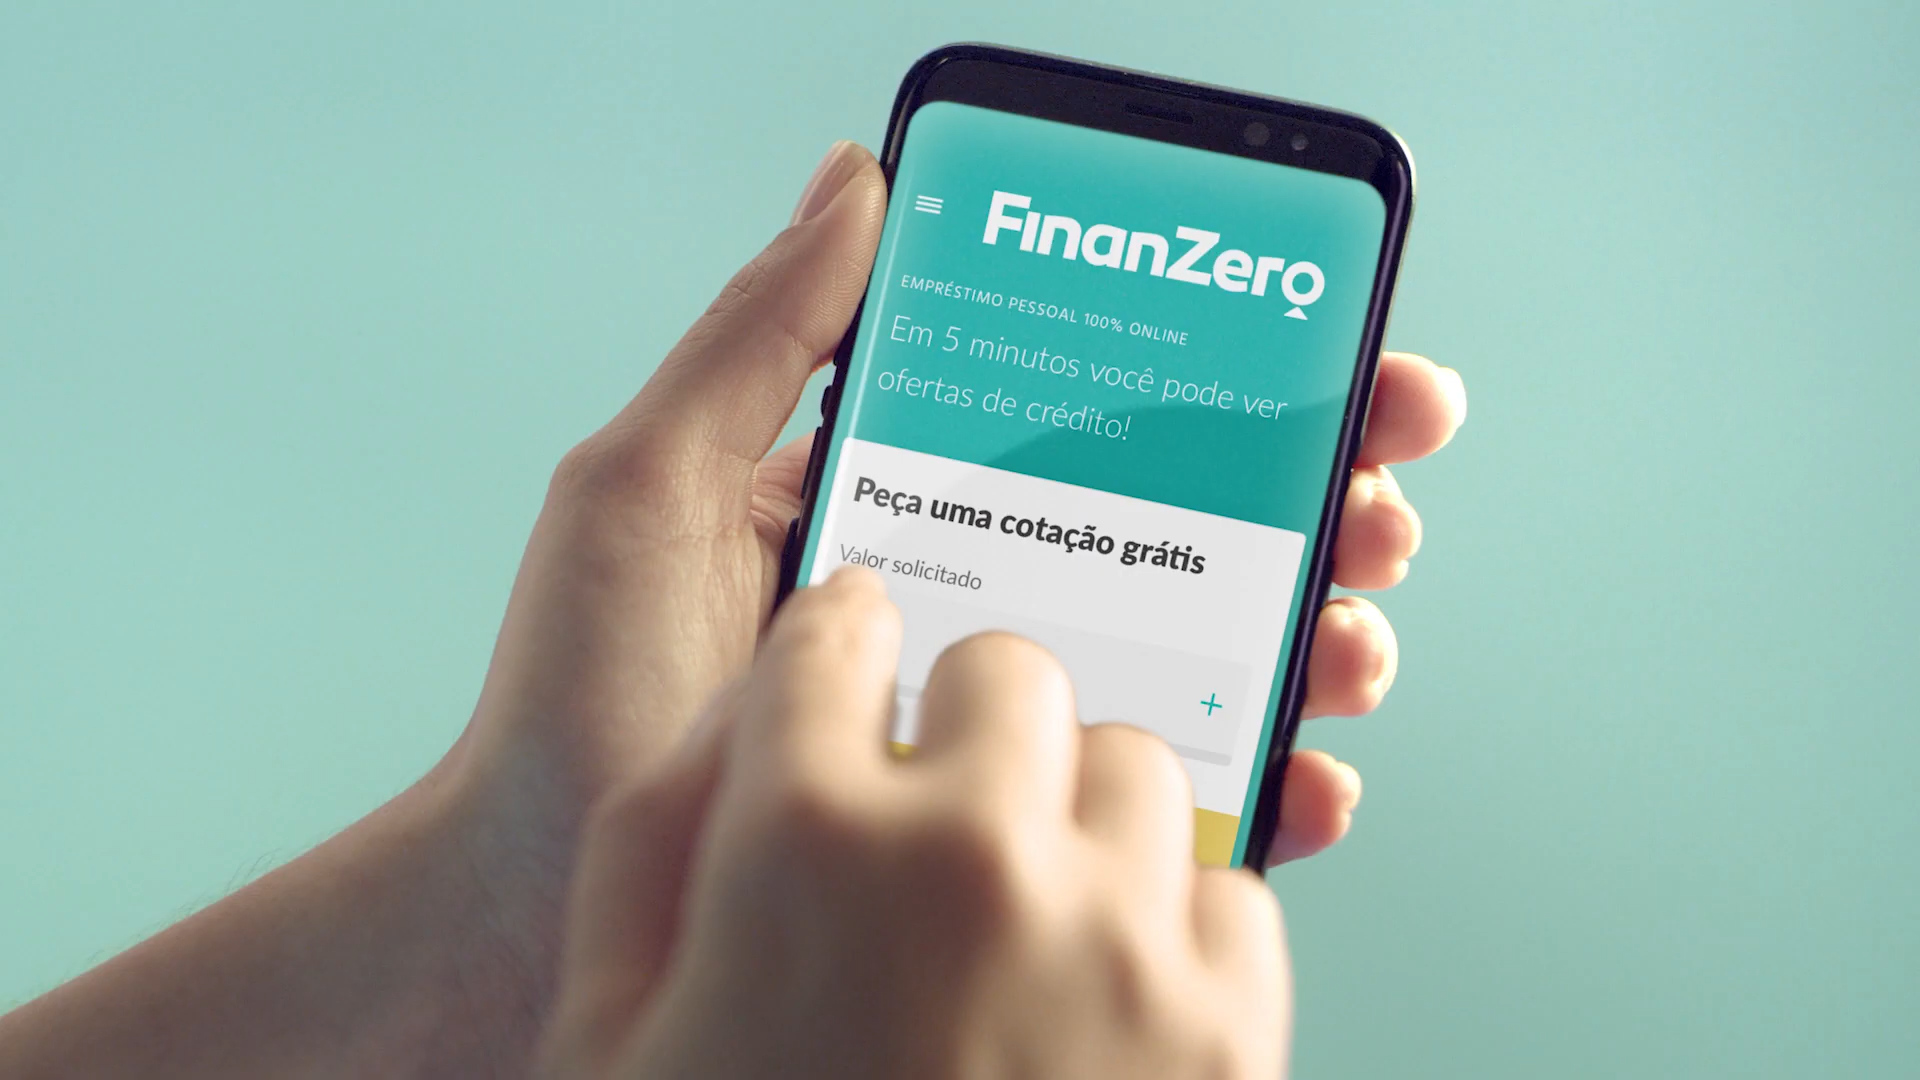 FinanZero
EMPRÉSTIMO PESSOAL 100% ONLINE
Em 5 minutos você pode ver
ofertas de crédito!
Peça uma cotação grátis
Valor solicitado
+